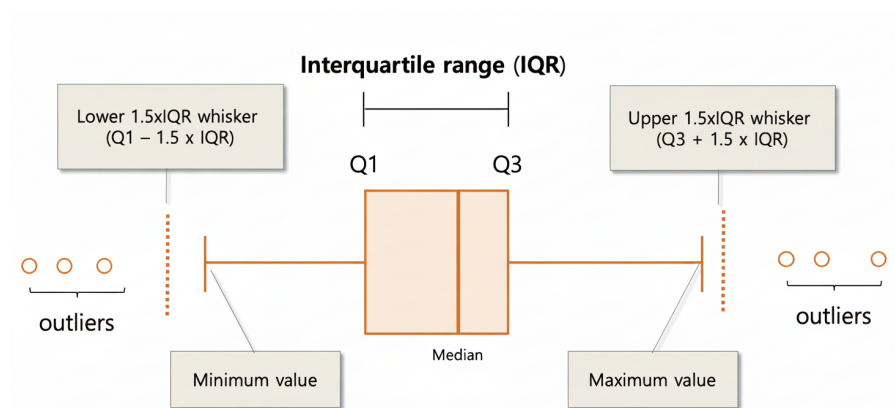 Interquartile range (IQR)
Lower 1.5xIQR whisker
(Q1 – 1.5 x IQR)
Upper 1.5xIQR whisker
(Q3 + 1.5 x IQR)
Q1
Q3
outliers
outliers
Median
Minimum value
Maximum value